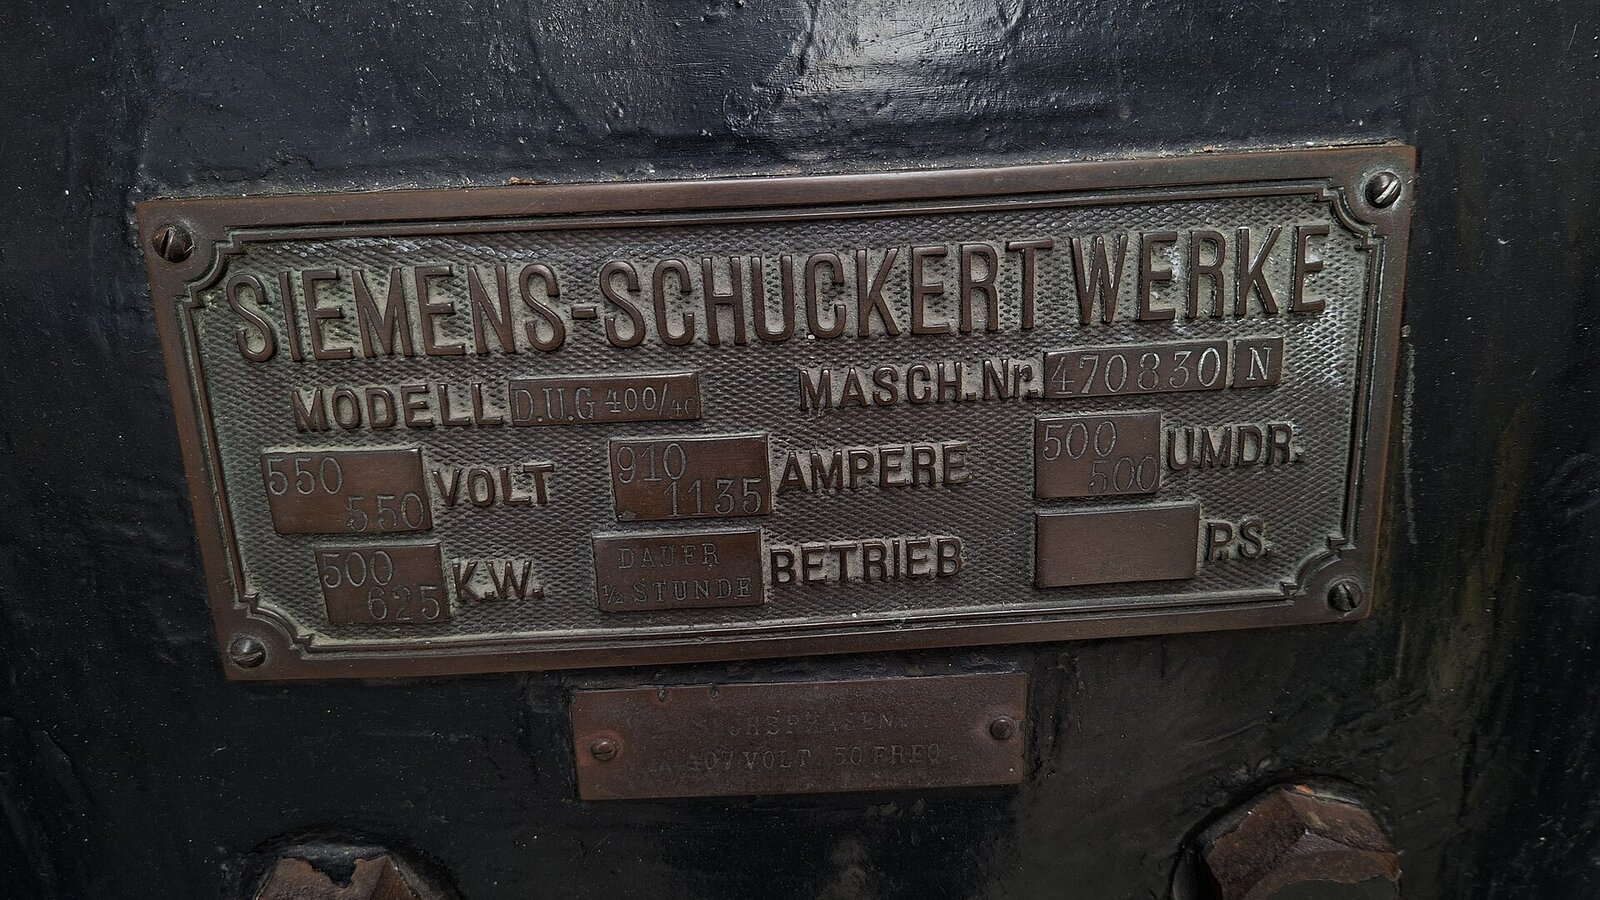 SIEMENS-SCHUCKERT WERKE
MODELL D.U.G 400/40 MASCH.Nr. 470830 N
550 550 VOLT 910 1135 AMPERE 500 500 UMDR.
500 625 K.W. DAUER ½ STUNDE BETRIEB P.S.
407 VOLT 50 FREQ.